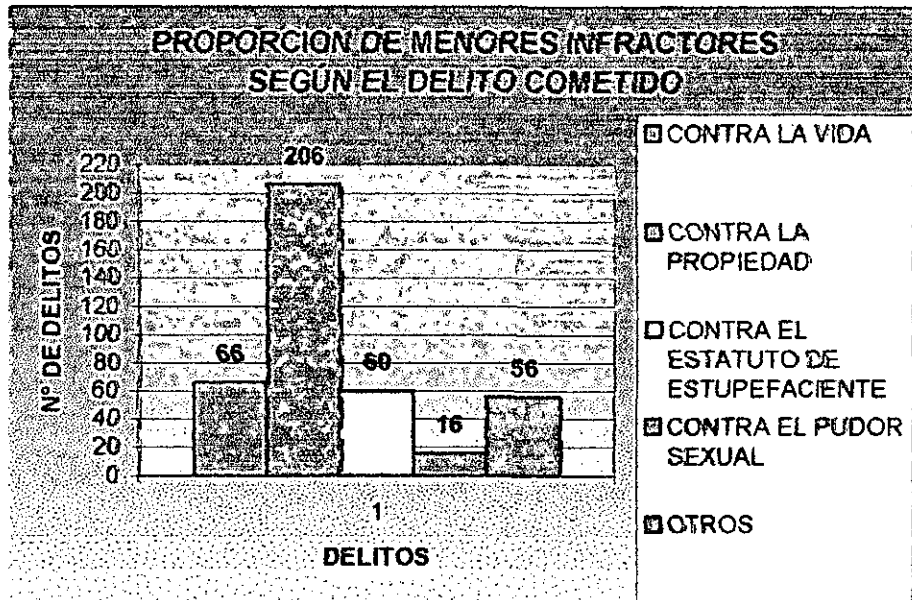 PROPORCION DE MENORES INFRACTORES
SEGÚN EL DELITO COMETIDO
Nº DE DELITOS
220
200
180
160
140
120
100
80
60
40
20
0
66
206
60
16
56
1
DELITOS
CONTRA LA VIDA
CONTRA LA
PROPIEDAD
CONTRA EL
ESTATUTO DE
ESTUPEFACIENTE
CONTRA EL PUDOR
SEXUAL
OTROS